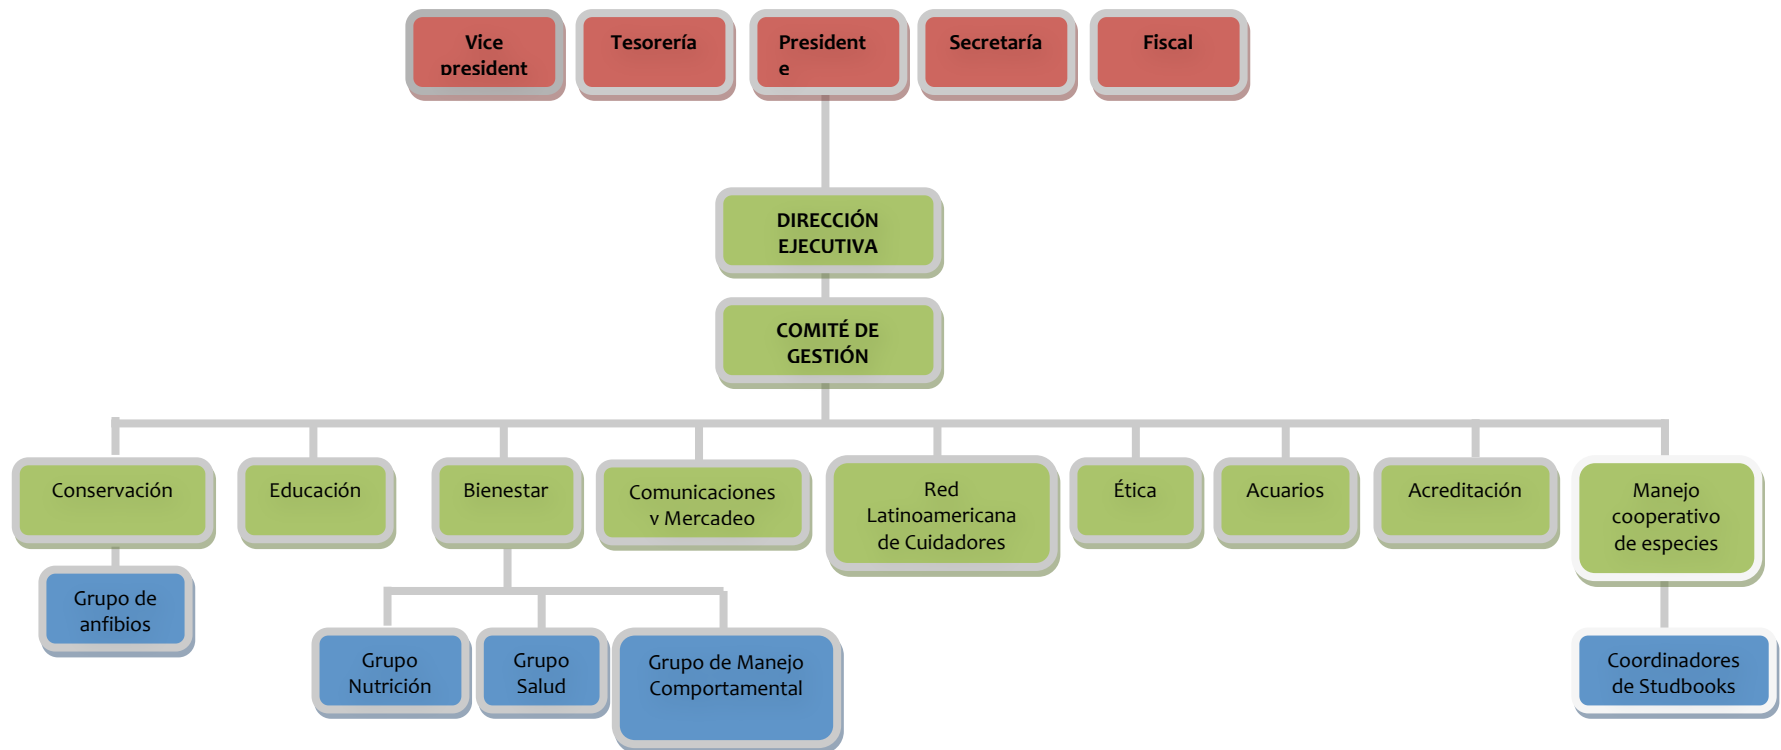 Vice
president
Tesorería
President
e
Secretaría
Fiscal
DIRECCIÓN
EJECUTIVA
COMITÉ DE
GESTIÓN
Conservación
Educación
Bienestar
Comunicaciones
y Mercadeo
Red
Latinoamericana
de Cuidadores
Ética
Acuarios
Acreditación
Manejo
cooperativo
de especies
Grupo de
anfibios
Grupo
Nutrición
Grupo
Salud
Grupo de Manejo
Comportamental
Coordinadores
de Studbooks